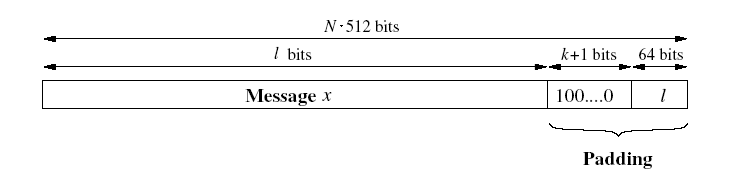 N·512 bits
l bits k+1 bits 64 bits
Message x 100....0 l
Padding